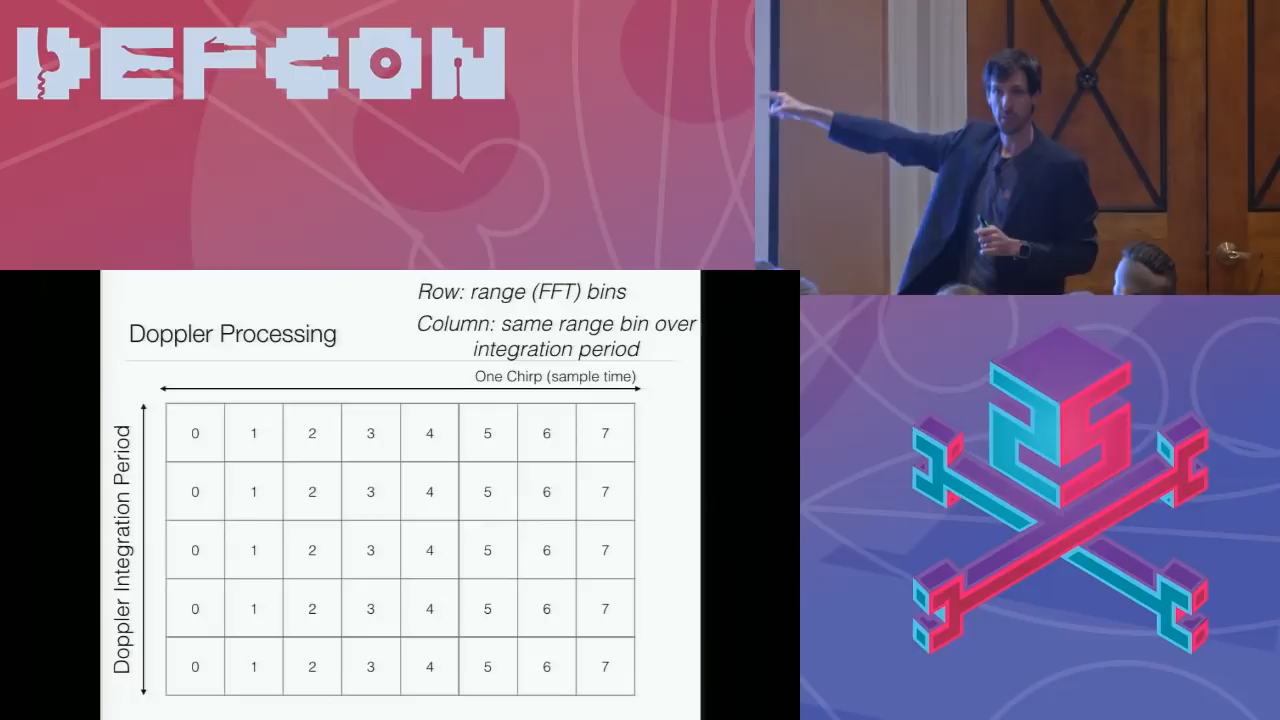 DEFCON
Row: range (FFT) bins
Column: same range bin over
integration period
Doppler Processing
One Chirp (sample time)
Doppler Integration Period
0 1 2 3 4 5 6 7
0 1 2 3 4 5 6 7
0 1 2 3 4 5 6 7
0 1 2 3 4 5 6 7
0 1 2 3 4 5 6 7
25